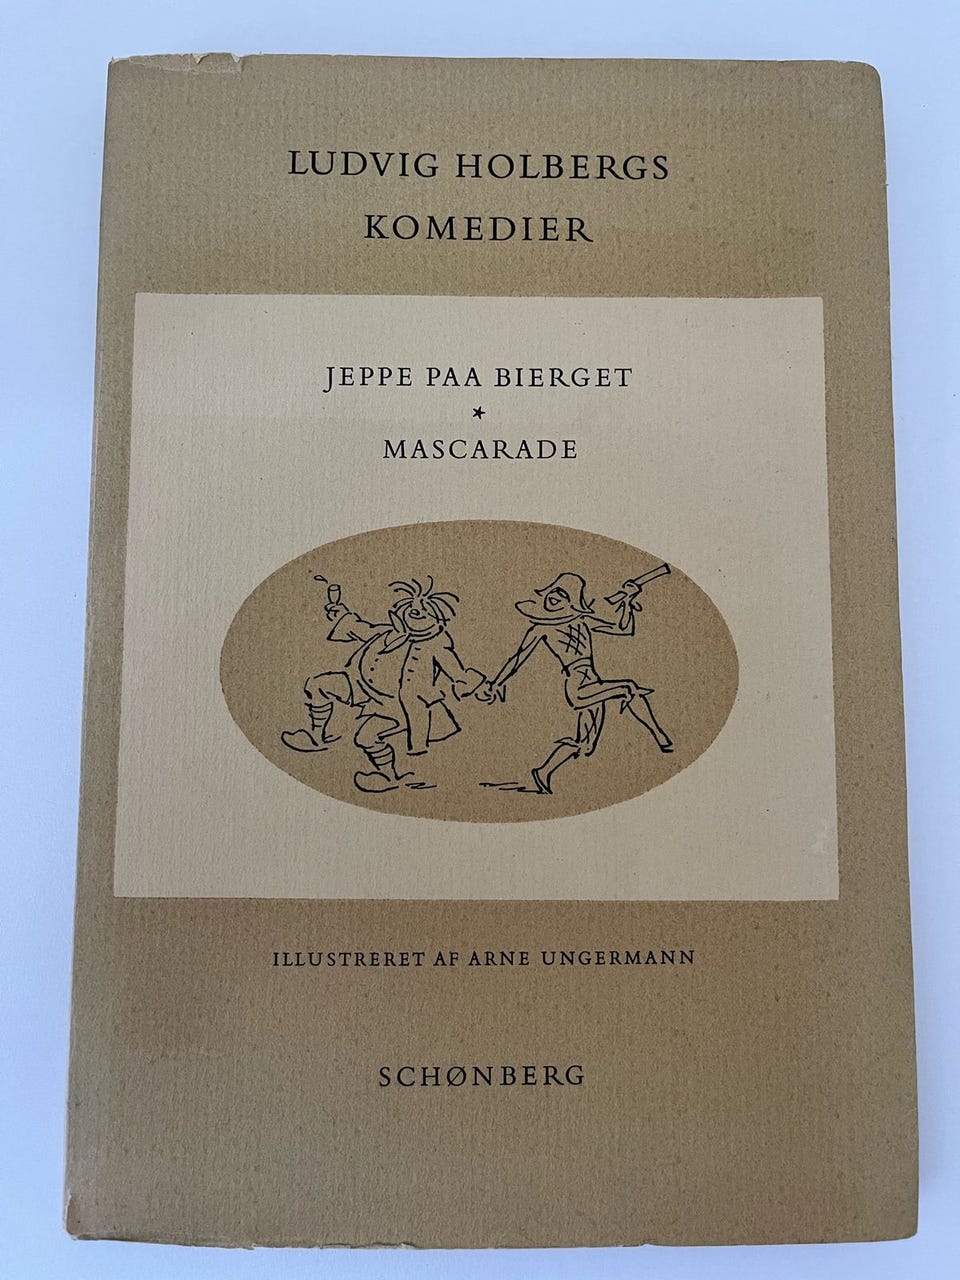 LUDVIG HOLBERGS
KOMEDIER
JEPPE PAA BIERGET
*
MASCARADE
ILLUSTRERET AF ARNE UNGERMANN
SCHØNBERG